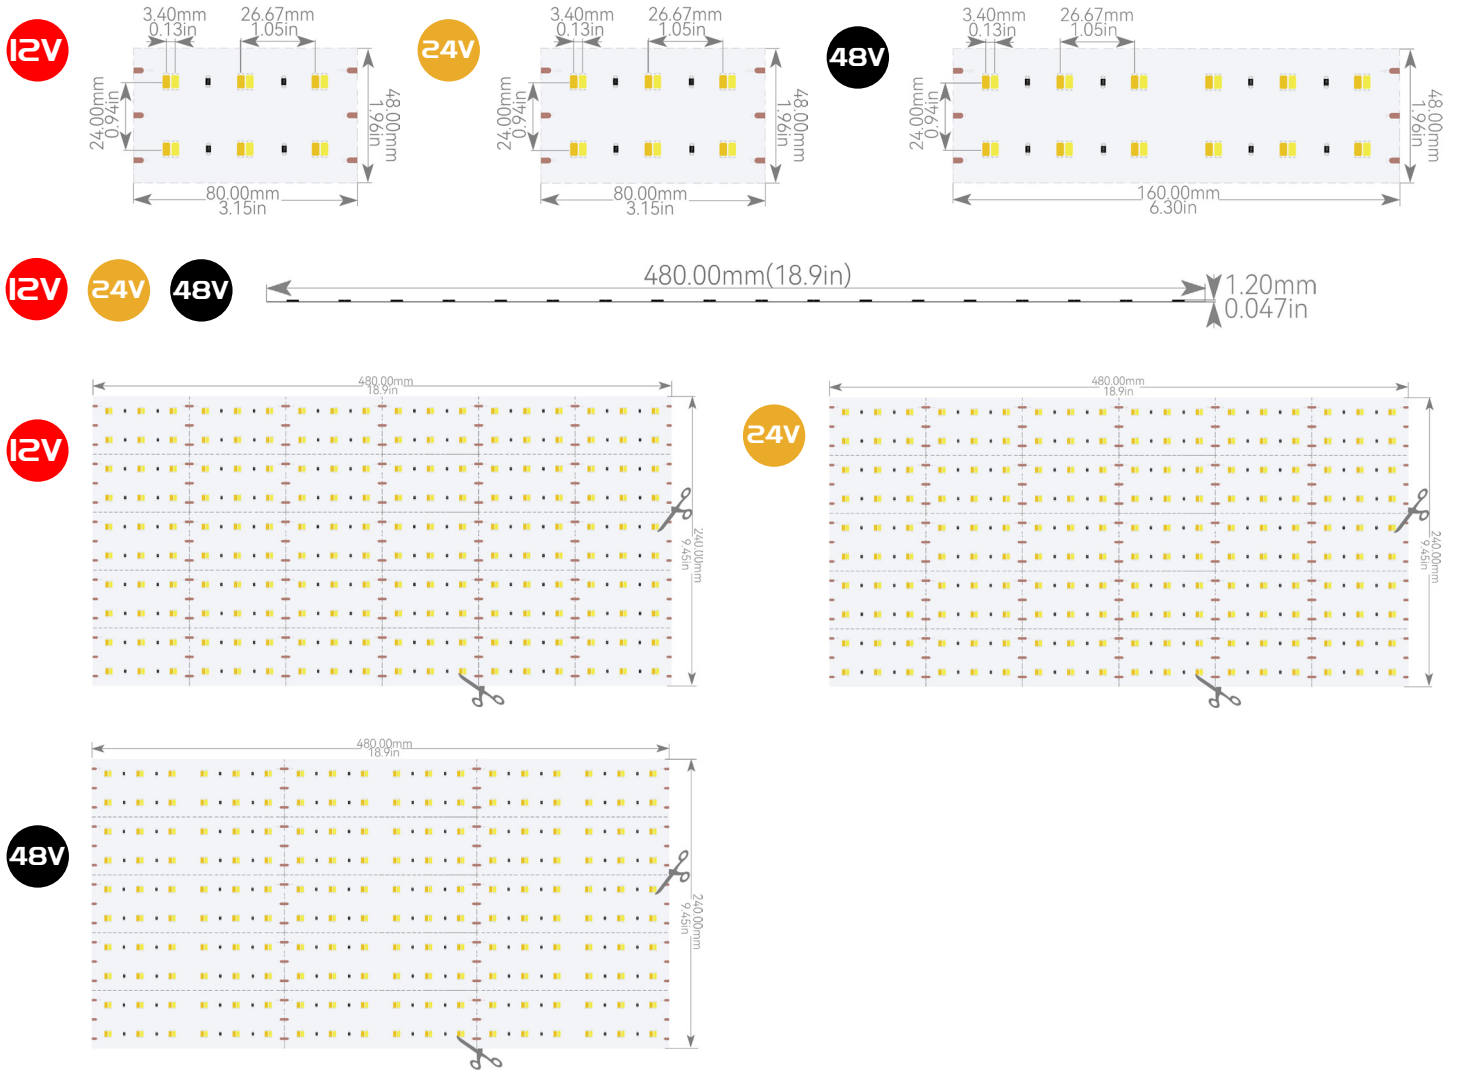 12V
3.40mm
0.13in
26.67mm
1.05in
24.00mm
0.94in
48.00mm
1.96in
80.00mm
3.15in
24V
3.40mm
0.13in
26.67mm
1.05in
24.00mm
0.94in
48.00mm
1.96in
80.00mm
3.15in
48V
3.40mm
0.13in
26.67mm
1.05in
24.00mm
0.94in
48.00mm
1.96in
160.00mm
6.30in
12V
24V
48V
480.00mm(18.9in)
1.20mm
0.047in
12V
480.00mm
18.9in
240.00mm
9.45in
24V
480.00mm
18.9in
240.00mm
9.45in
48V
480.00mm
18.9in
240.00mm
9.45in